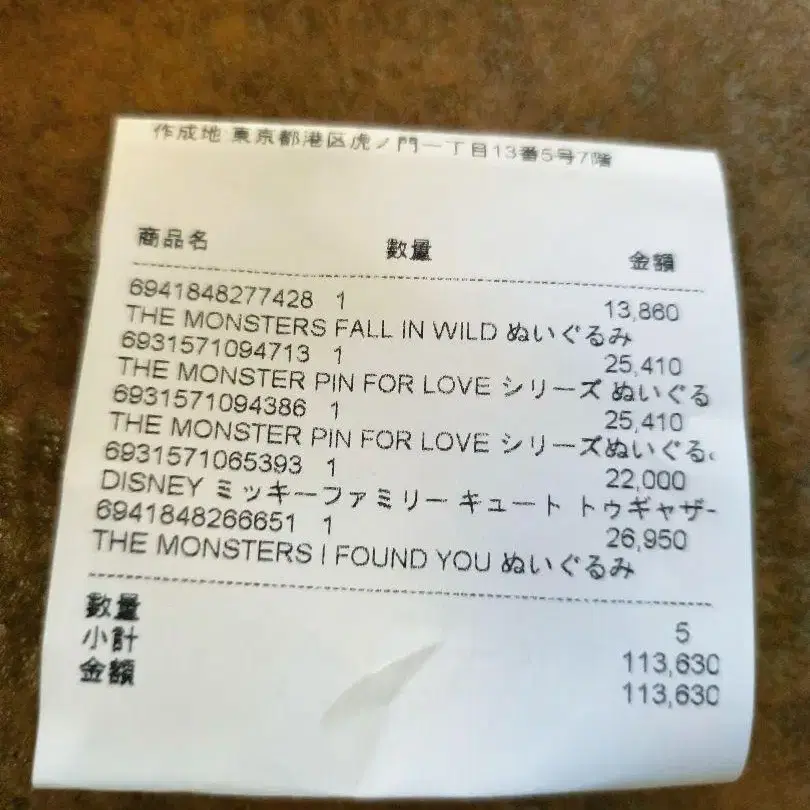 作成地 東京都港区虎ノ門一丁目13番5号7階
商品名 数量 金額
6941848277428 1 13,860
THE MONSTERS FALL IN WILD ぬいぐるみ
6931571094713 1 25,410
THE MONSTER PIN FOR LOVE シリーズ ぬいぐる
6931571094386 1 25,410
THE MONSTER PIN FOR LOVE シリーズぬいぐる
6931571065393 1 22,000
DISNEY ミッキーファミリー キュート トゥギャザー
6941848266651 1 26,950
THE MONSTERS I FOUND YOU ぬいぐるみ
数量 5
小計 113,630
金額 113,630